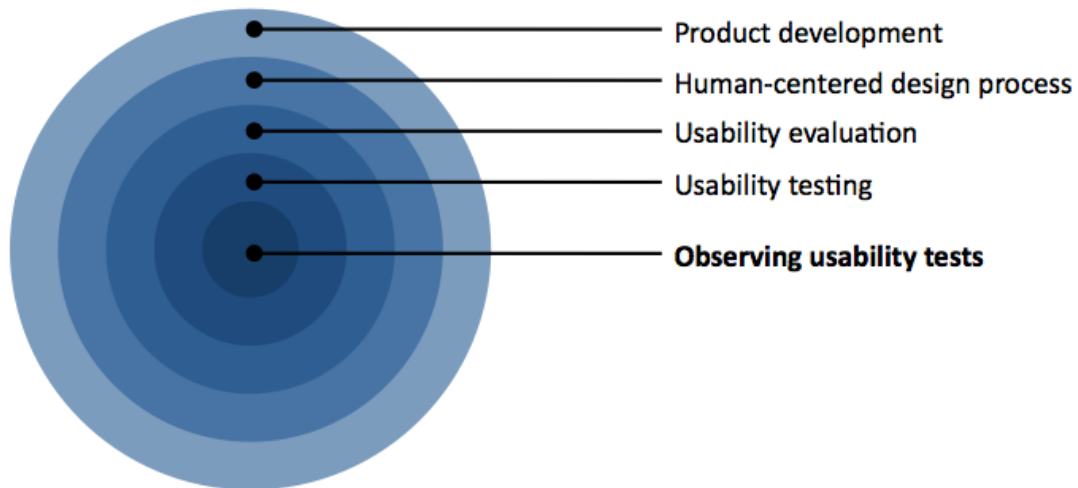 Product development
Human-centered design process
Usability evaluation
Usability testing
Observing usability tests